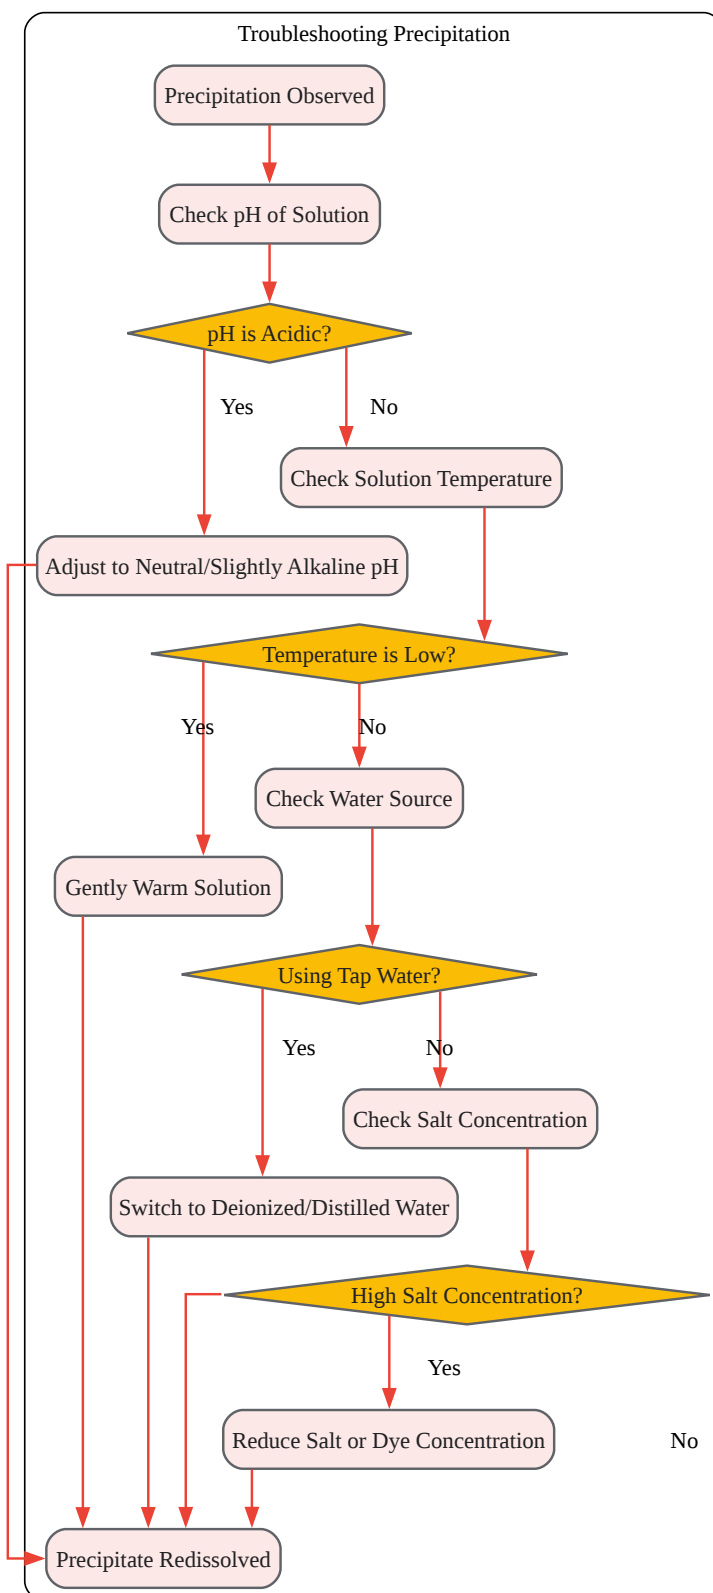 Troubleshooting Precipitation
Precipitation Observed
Check pH of Solution
pH is Acidic?
Yes
No
Check Solution Temperature
Adjust to Neutral/Slightly Alkaline pH
Temperature is Low?
Yes
No
Check Water Source
Gently Warm Solution
Using Tap Water?
Yes
No
Check Salt Concentration
Switch to Deionized/Distilled Water
High Salt Concentration?
Yes
Reduce Salt or Dye Concentration
No
Precipitate Redissolved